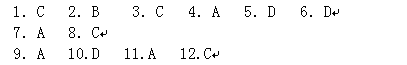 1. C 2. B 3. C 4. A 5. D 6. D↵
7. A 8. C↵
9. A 10.D 11.A 12.C↵